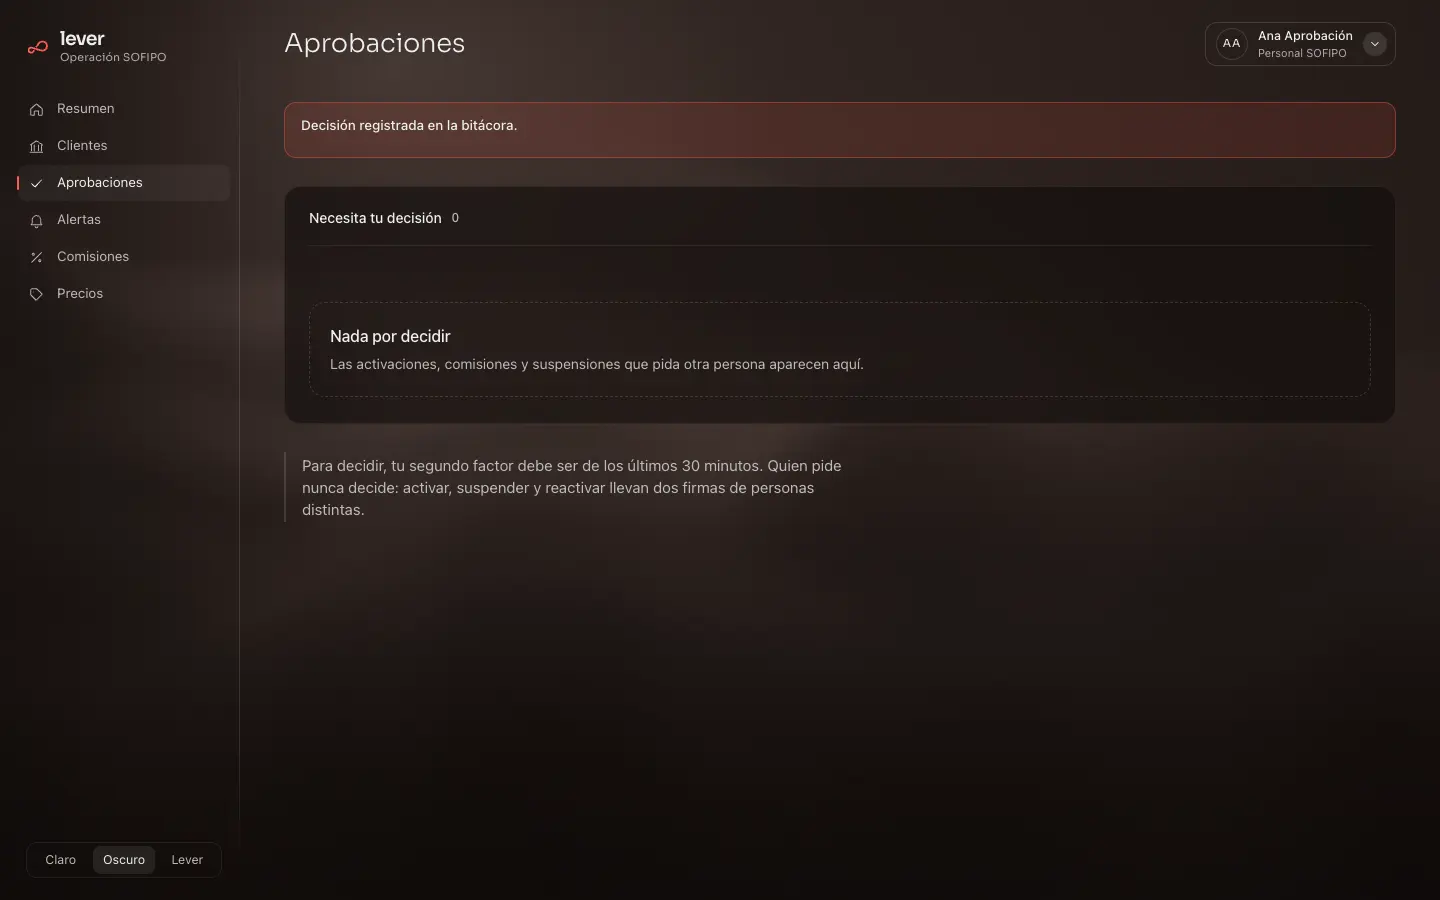 lever
Operación SOFIPO
Resumen
Clientes
Aprobaciones
Alertas
Comisiones
Precios
Claro
Oscuro
Lever
Aprobaciones
AA
Ana Aprobación
Personal SOFIPO
Decisión registrada en la bitácora.
Necesita tu decisión 0
Nada por decidir
Las activaciones, comisiones y suspensiones que pida otra persona aparecen aquí.
Para decidir, tu segundo factor debe ser de los últimos 30 minutos. Quien pide
nunca decide: activar, suspender y reactivar llevan dos firmas de personas
distintas.